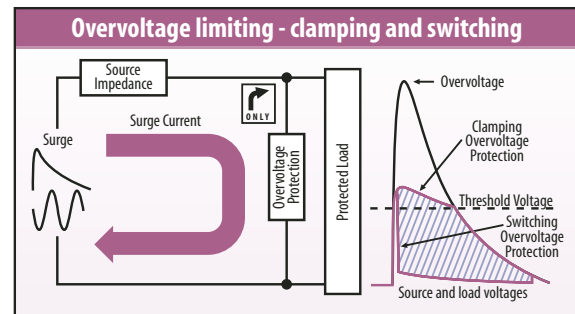 Overvoltage limiting - clamping and switching
Source
Impedance
Surge
Surge Current
ONLY
Overvoltage
Protection
Protected Load
Overvoltage
Clamping
Overvoltage
Protection
Threshold Voltage
Switching
Overvoltage
Protection
Source and load voltages